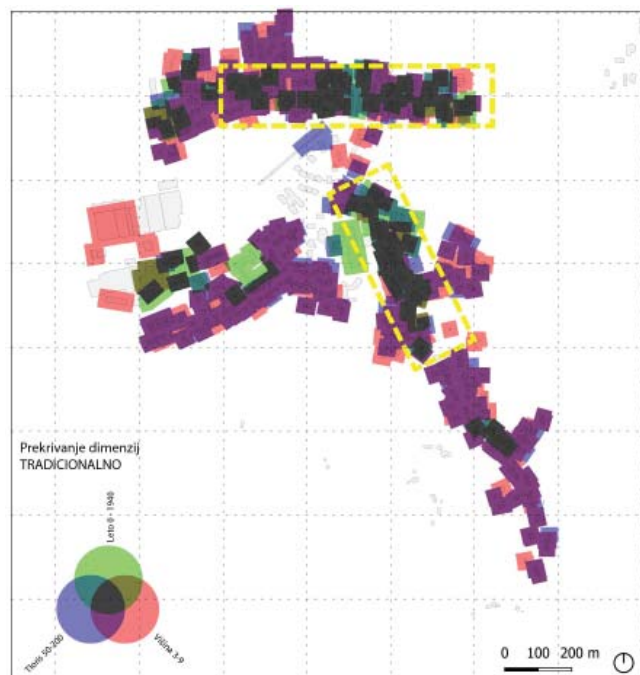 Prekrivanje dimenzij
TRADICIONALNO
Leto 0 - 1940
Tloris 50-200
Višina 3-9
0 100 200 m